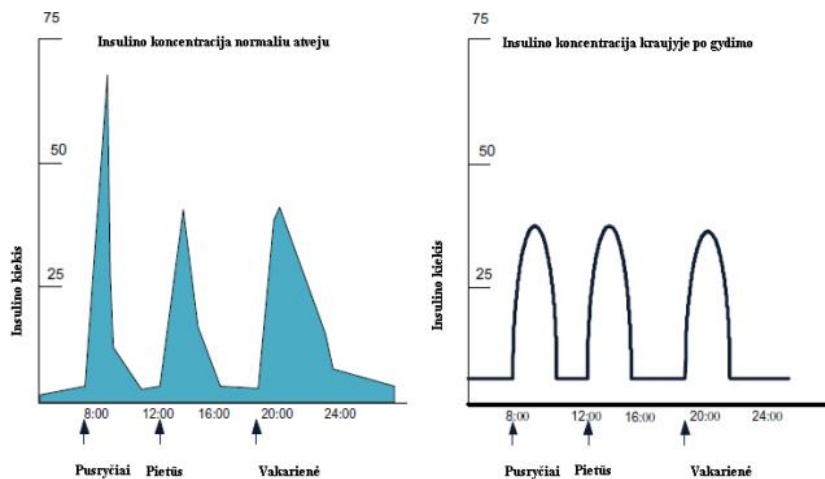 75
Insulino koncentracija normaliu atveju
50
25
Insulino kiekis
8:00 12:00 16:00 20:00 24:00
Pusryčiai Pietūs Vakarienė
75
Insulino koncentracija kraujyje po gydimo
50
25
Insulino kiekis
8:00 12:00 16:00 20:00 24:00
Pusryčiai Pietūs Vakarienė